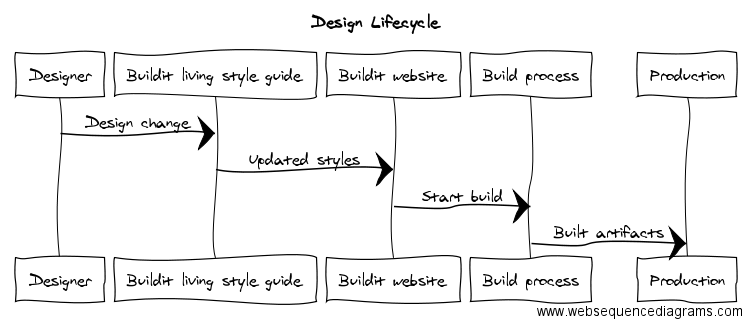 Design Lifecycle
Designer Buildit living style guide Buildit website Build process Production
Design change
Updated styles
Start build
Built artifacts
Designer Buildit living style guide Buildit website Build process Production
www.websequencediagrams.com